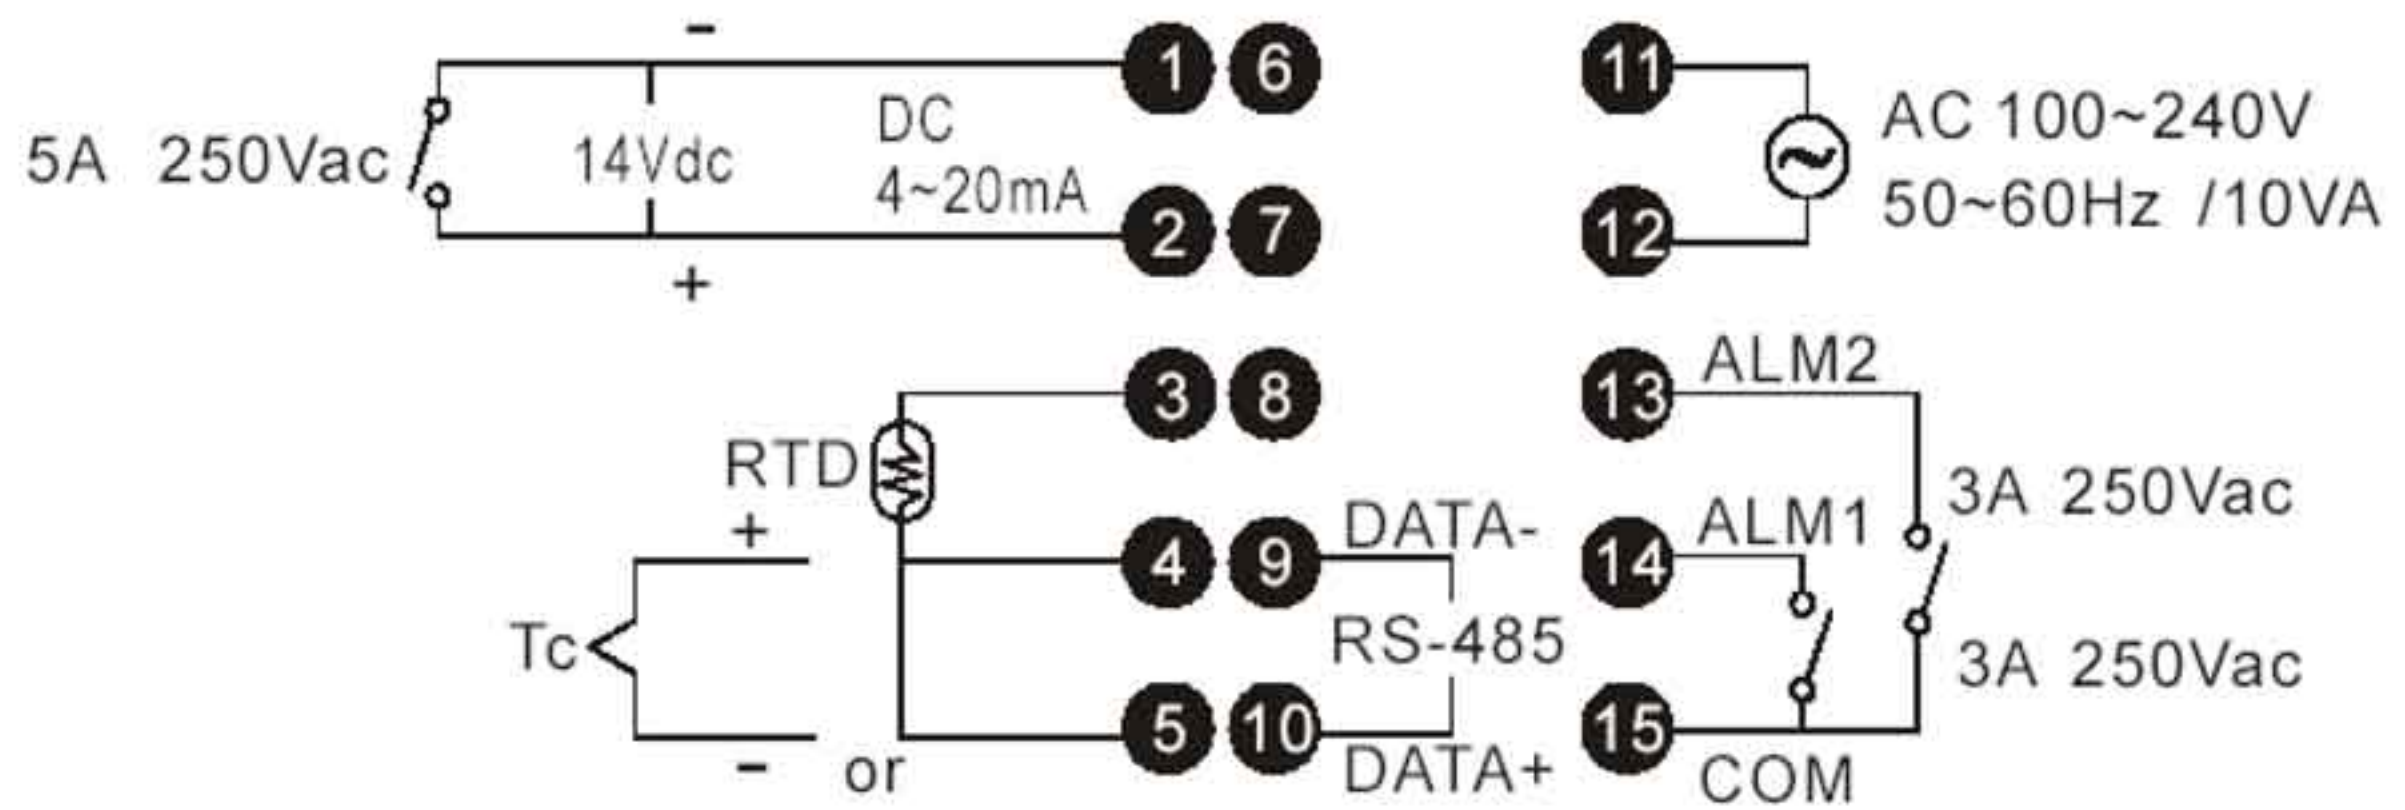 -
5A 250Vac
14Vdc
DC
4~20mA
+
1 6
2 7
3 8
4 9
5 10
RTD
+
Tc
-
or
DATA-
RS-485
DATA+
11
12
13
14
15
AC 100~240V
50~60Hz /10VA
ALM2
ALM1
COM
3A 250Vac
3A 250Vac